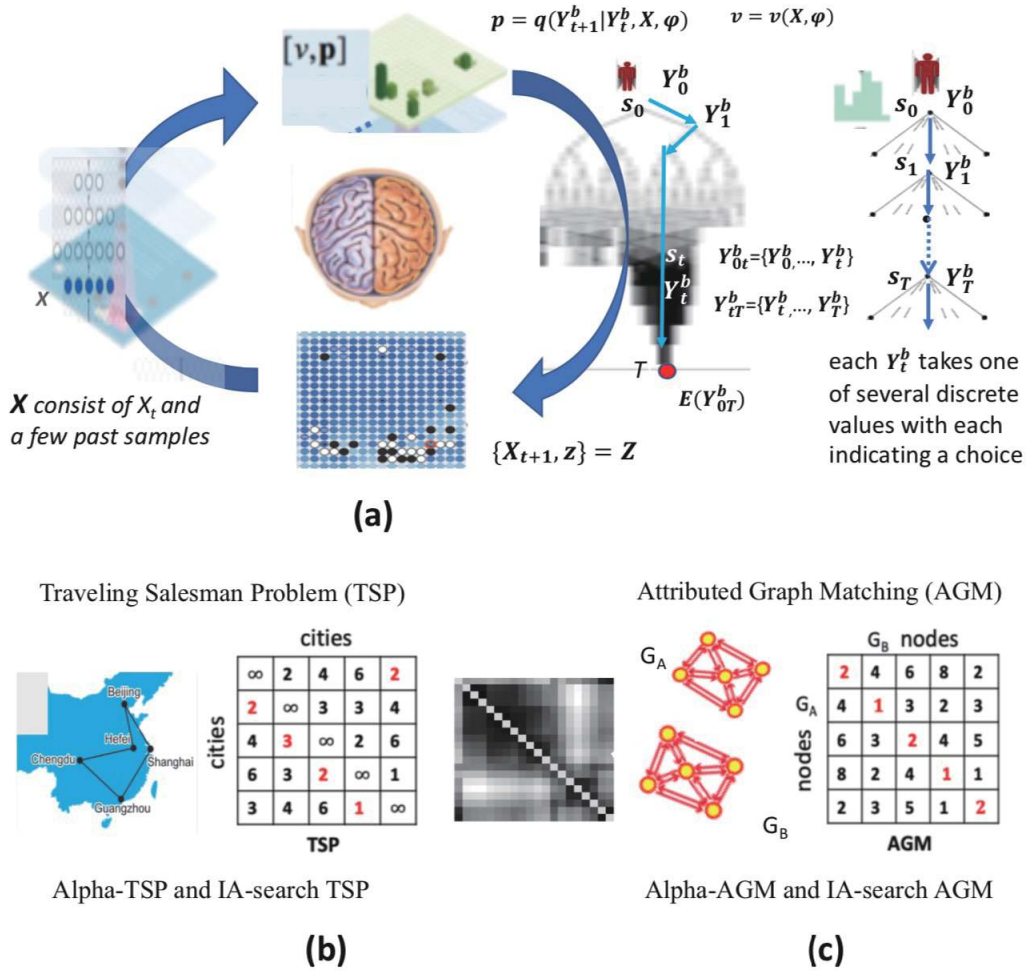 [v,p]
p = q(Y^b_{t+1}|Y^b_t, X, φ)
v = v(X, φ)
Y^b_0
s_0
Y^b_1
s_0
Y^b_0
s_1
Y^b_1
s_t
Y^b_t
Y^b_{0t}={Y^b_0,..., Y^b_t}
Y^b_{tT}={Y^b_t,..., Y^b_T}
s_T
Y^b_T
X
T
E(Y^b_{0T})
X consist of X_t and
a few past samples
{X_{t+1}, z} = Z
each Y^b_t takes one
of several discrete
values with each
indicating a choice
(a)
Traveling Salesman Problem (TSP)
Beijing
Hefei
Chengdu
Shanghai
Guangzhou
cities
cities
∞ 2 4 6 2
2 ∞ 3 3 4
4 3 ∞ 2 6
6 3 2 ∞ 1
3 4 6 1 ∞
TSP
Alpha-TSP and IA-search TSP
(b)
Attributed Graph Matching (AGM)
G_A
G_B
G_B nodes
G_A
nodes
2 4 6 8 2
4 1 3 2 3
6 3 2 4 5
8 2 4 1 1
2 3 5 1 2
AGM
Alpha-AGM and IA-search AGM
(c)